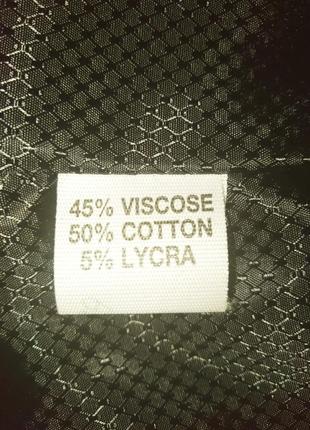 45% VISCOSE
50% COTTON
5% LYCRA